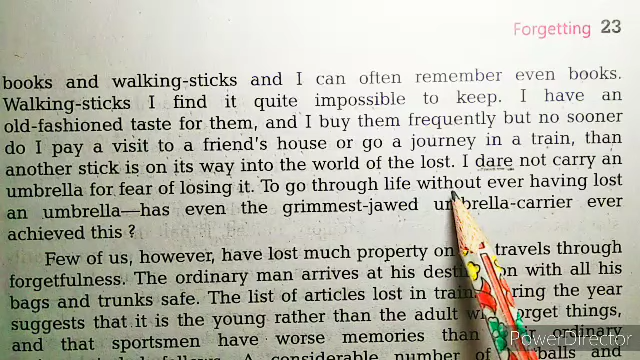 Forgetting 23
books and walking-sticks and I can often remember even books.
Walking-sticks I find it quite impossible to keep. I have an
old-fashioned taste for them, and I buy them frequently but no sooner
do I pay a visit to a friend's house or go a journey in a train, than
another stick is on its way into the world of the lost. I dare not carry an
umbrella for fear of losing it. To go through life without ever having lost
an umbrella—has even the grimmest-jawed umbrella-carrier ever
achieved this ?
Few of us, however, have lost much property on travels through
forgetfulness. The ordinary man arrives at his destination with all his
bags and trunks safe. The list of articles lost in trains during the year
suggests that it is the young rather than the adult who forget things,
and that sportsmen have worse memories than ordinary
A considerable number of and
PowerDirector